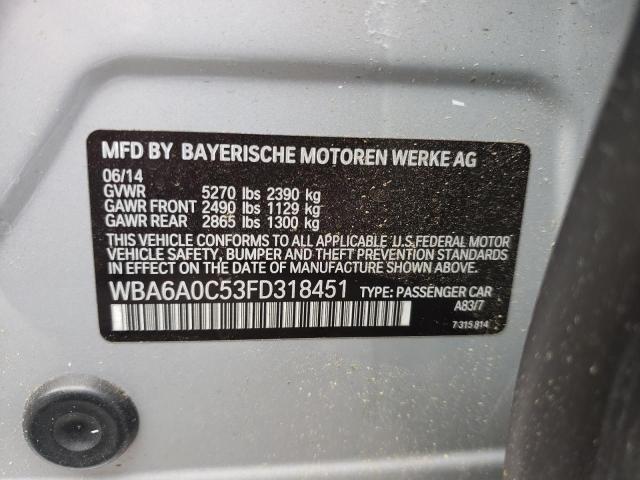 MFD BY BAYERISCHE MOTOREN WERKE AG
06/14
GVWR 5270 lbs 2390 kg
GAWR FRONT 2490 lbs 1129 kg
GAWR REAR 2865 lbs 1300 kg
THIS VEHICLE CONFORMS TO ALL APPLICABLE U.S. FEDERAL MOTOR
VEHICLE SAFETY, BUMPER, AND THEFT PREVENTION STANDARDS
IN EFFECT ON THE DATE OF MANUFACTURE SHOWN ABOVE.
WBA6A0C53FD318451 TYPE: PASSENGER CAR
A83/7
7 315 814